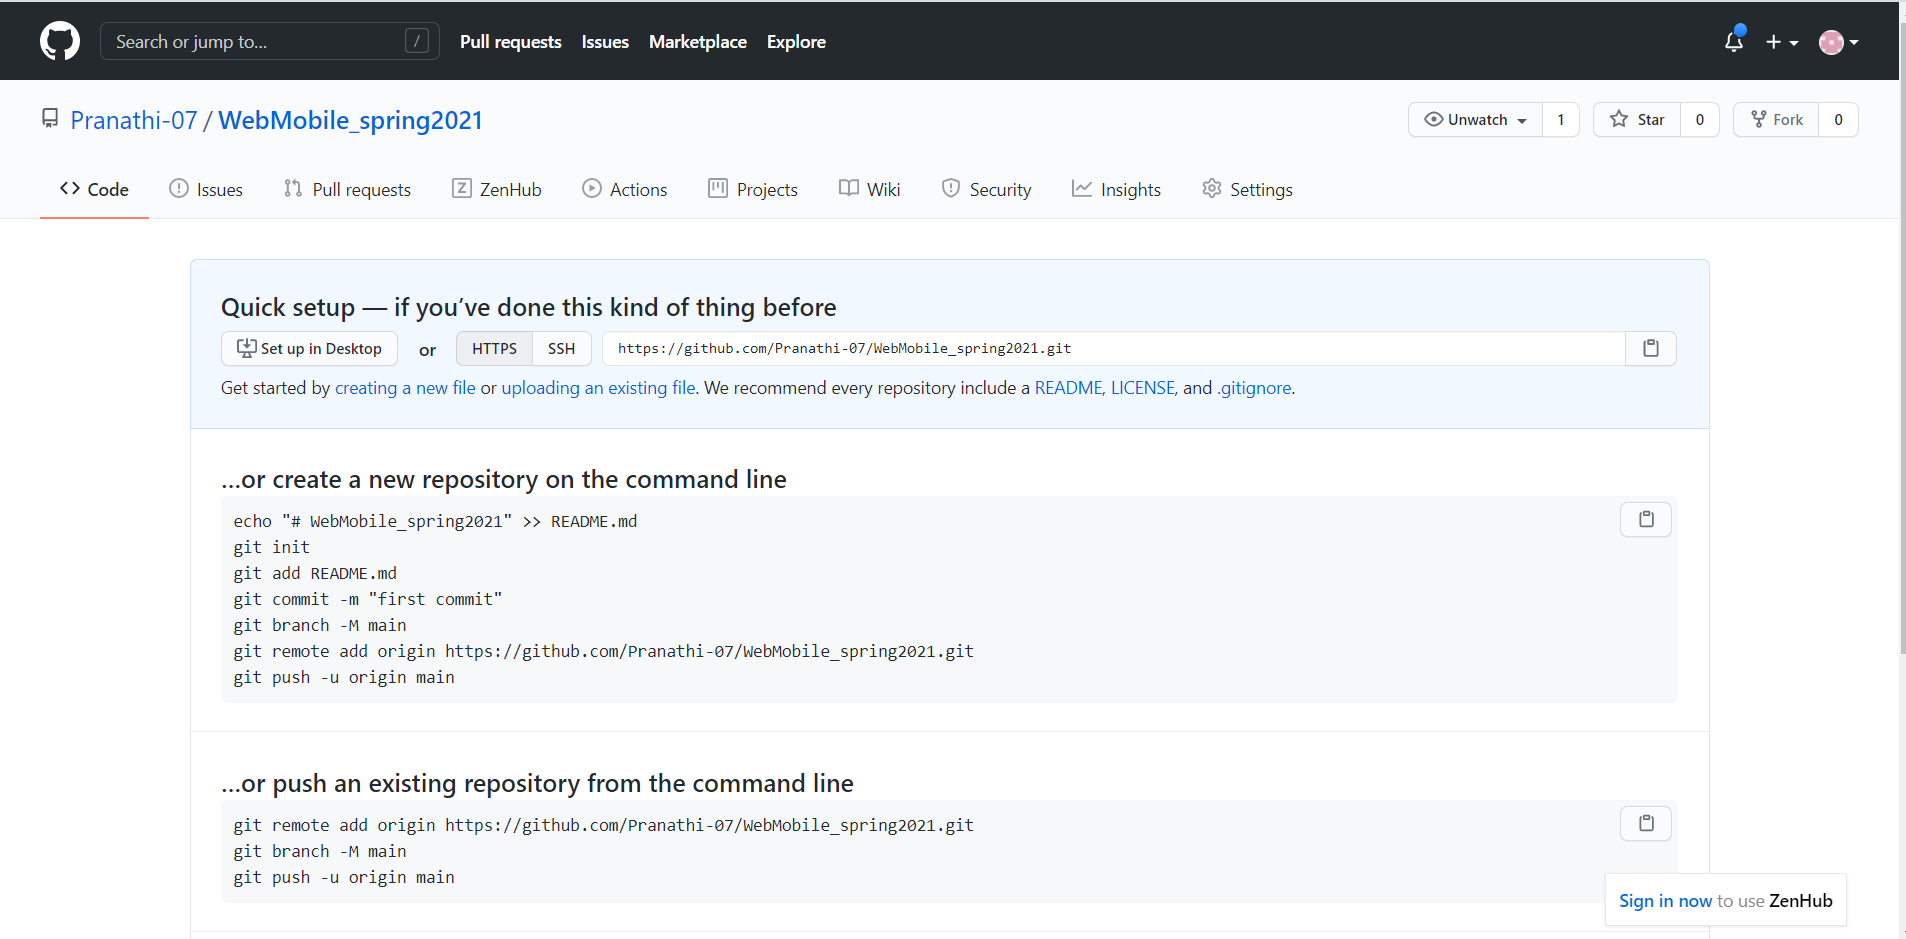 Search or jump to... /
Pull requests Issues Marketplace Explore
Pranathi-07 / WebMobile_spring2021
Unwatch 1 Star 0 Fork 0
Code Issues Pull requests Z ZenHub Actions Projects Wiki Security Insights Settings
Quick setup — if you’ve done this kind of thing before
Set up in Desktop or HTTPS SSH https://github.com/Pranathi-07/WebMobile_spring2021.git
Get started by creating a new file or uploading an existing file. We recommend every repository include a README, LICENSE, and .gitignore.
…or create a new repository on the command line
echo "# WebMobile_spring2021" >> README.md
git init
git add README.md
git commit -m "first commit"
git branch -M main
git remote add origin https://github.com/Pranathi-07/WebMobile_spring2021.git
git push -u origin main
…or push an existing repository from the command line
git remote add origin https://github.com/Pranathi-07/WebMobile_spring2021.git
git branch -M main
git push -u origin main
Sign in now to use ZenHub